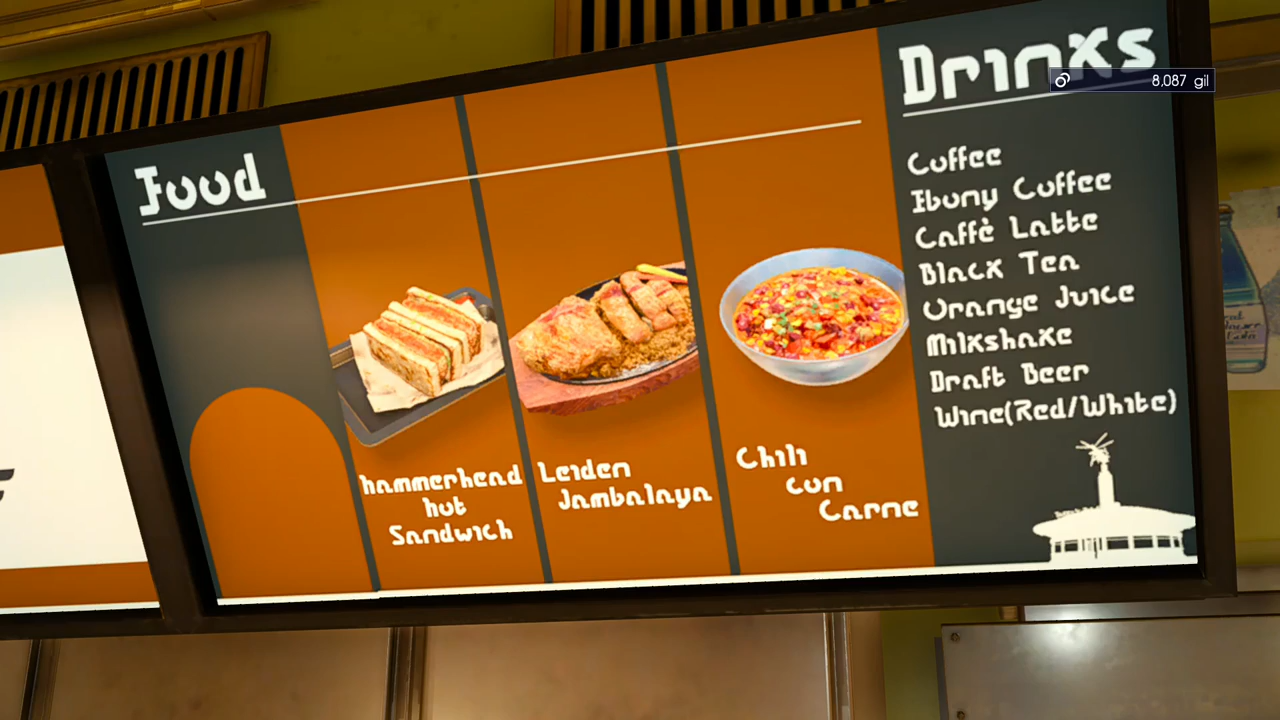 Food
Hammerhead
hot
Sandwich
Leiden
Jambalaya
Chili
con
Carne
Drinks
8,087 gil
Coffee
Ebony Coffee
Caffè Latte
Black Tea
Orange Juice
Milkshake
Draft Beer
Wine(Red/White)